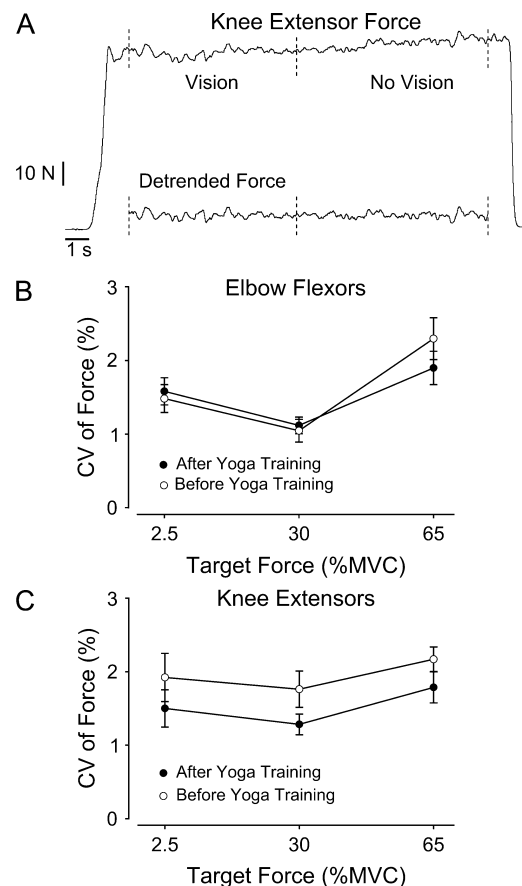 A
Knee Extensor Force
Vision
No Vision
10 N
Detrended Force
1 s
B
Elbow Flexors
CV of Force (%)
3
2
1
0
After Yoga Training
Before Yoga Training
2.5 30 65
Target Force (%MVC)
C
Knee Extensors
CV of Force (%)
3
2
1
0
After Yoga Training
Before Yoga Training
2.5 30 65
Target Force (%MVC)